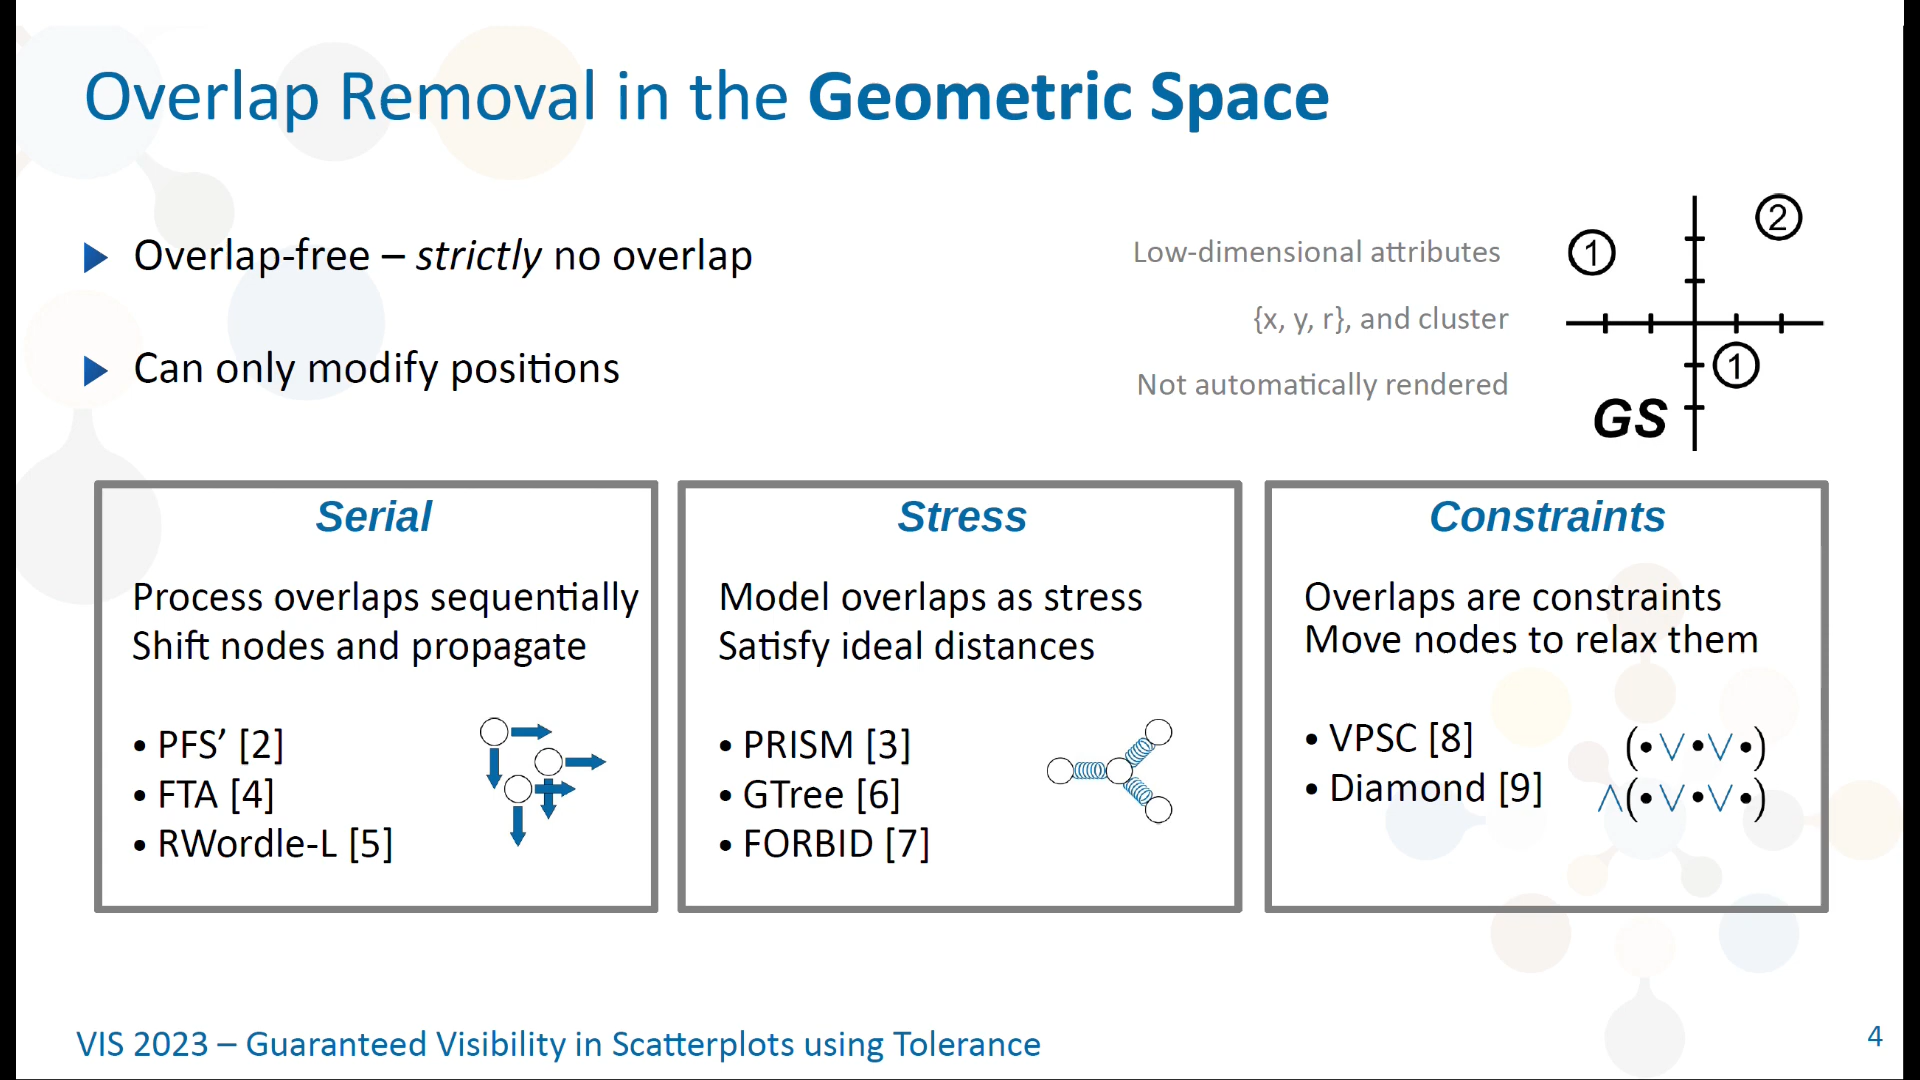 Overlap Removal in the Geometric Space
Overlap-free – strictly no overlap
Can only modify positions
Low-dimensional attributes
{x, y, r}, and cluster
Not automatically rendered
1
2
1
GS
Serial
Process overlaps sequentially
Shift nodes and propagate
• PFS’ [2]
• FTA [4]
• RWordle-L [5]
Stress
Model overlaps as stress
Satisfy ideal distances
• PRISM [3]
• GTree [6]
• FORBID [7]
Constraints
Overlaps are constraints
Move nodes to relax them
• VPSC [8]
• Diamond [9]
(•∨•∨•)
∧(•∨•∨•)
VIS 2023 – Guaranteed Visibility in Scatterplots using Tolerance
4